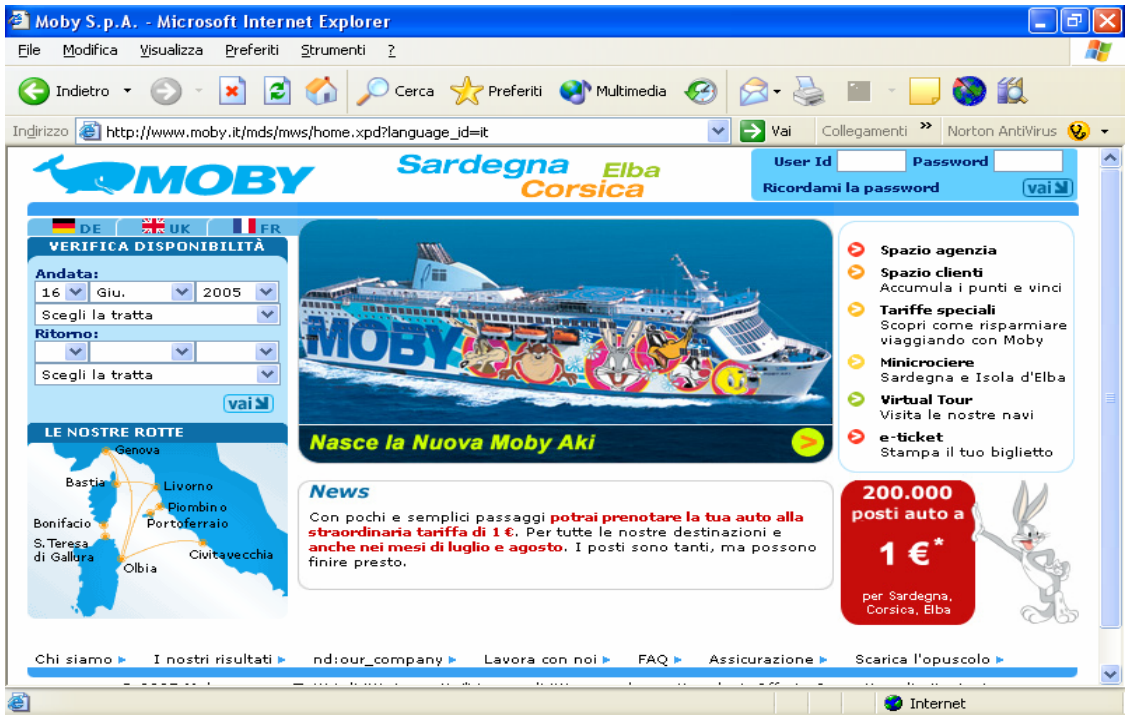 Moby S.p.A. - Microsoft Internet Explorer
File Modifica Visualizza Preferiti Strumenti ?
Indietro Cerca Preferiti Multimedia
Indirizzo http://www.moby.it/mds/mws/home.xpd?language_id=it Vai Collegamenti » Norton AntiVirus
MOBY
Sardegna Elba
Corsica
User Id Password
Ricordami la password vai
DE UK FR
VERIFICA DISPONIBILITÀ
Andata:
16 Giu. 2005
Scegli la tratta
Ritorno:
Scegli la tratta
vai
LE NOSTRE ROTTE
Genova
Bastia
Livorno
Piombino
Bonifacio
Portoferraio
S. Teresa
di Gallura
Civitavecchia
Olbia
MOBY
Nasce la Nuova Moby Aki
News
Con pochi e semplici passaggi potrai prenotare la tua auto alla
straordinaria tariffa di 1 €. Per tutte le nostre destinazioni e
anche nei mesi di luglio e agosto. I posti sono tanti, ma possono
finire presto.
Spazio agenzia
Spazio clienti
Accumula i punti e vinci
Tariffe speciali
Scopri come risparmiare
viaggiando con Moby
Minicrociere
Sardegna e Isola d'Elba
Virtual Tour
Visita le nostre navi
e-ticket
Stampa il tuo biglietto
200.000
posti auto a
1 €*
per Sardegna,
Corsica, Elba
Chi siamo I nostri risultati nd:our_company Lavora con noi FAQ Assicurazione Scarica l'opuscolo
Internet